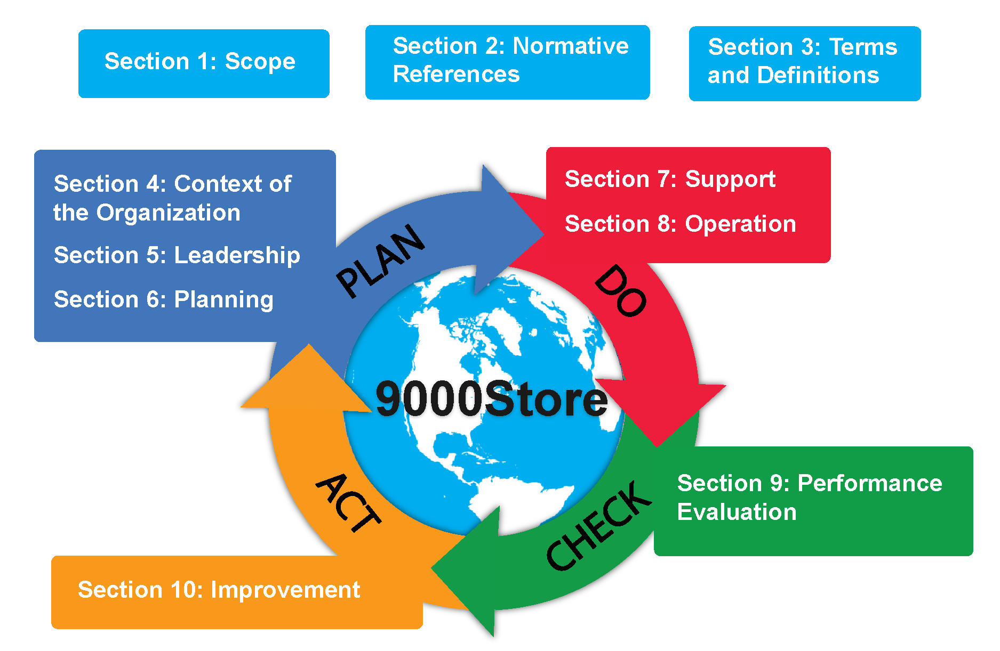 Section 1: Scope
Section 2: Normative
References
Section 3: Terms
and Definitions
Section 4: Context of
the Organization
Section 5: Leadership
Section 6: Planning
Section 7: Support
Section 8: Operation
PLAN
DO
9000Store
ACT
CHECK
Section 9: Performance
Evaluation
Section 10: Improvement